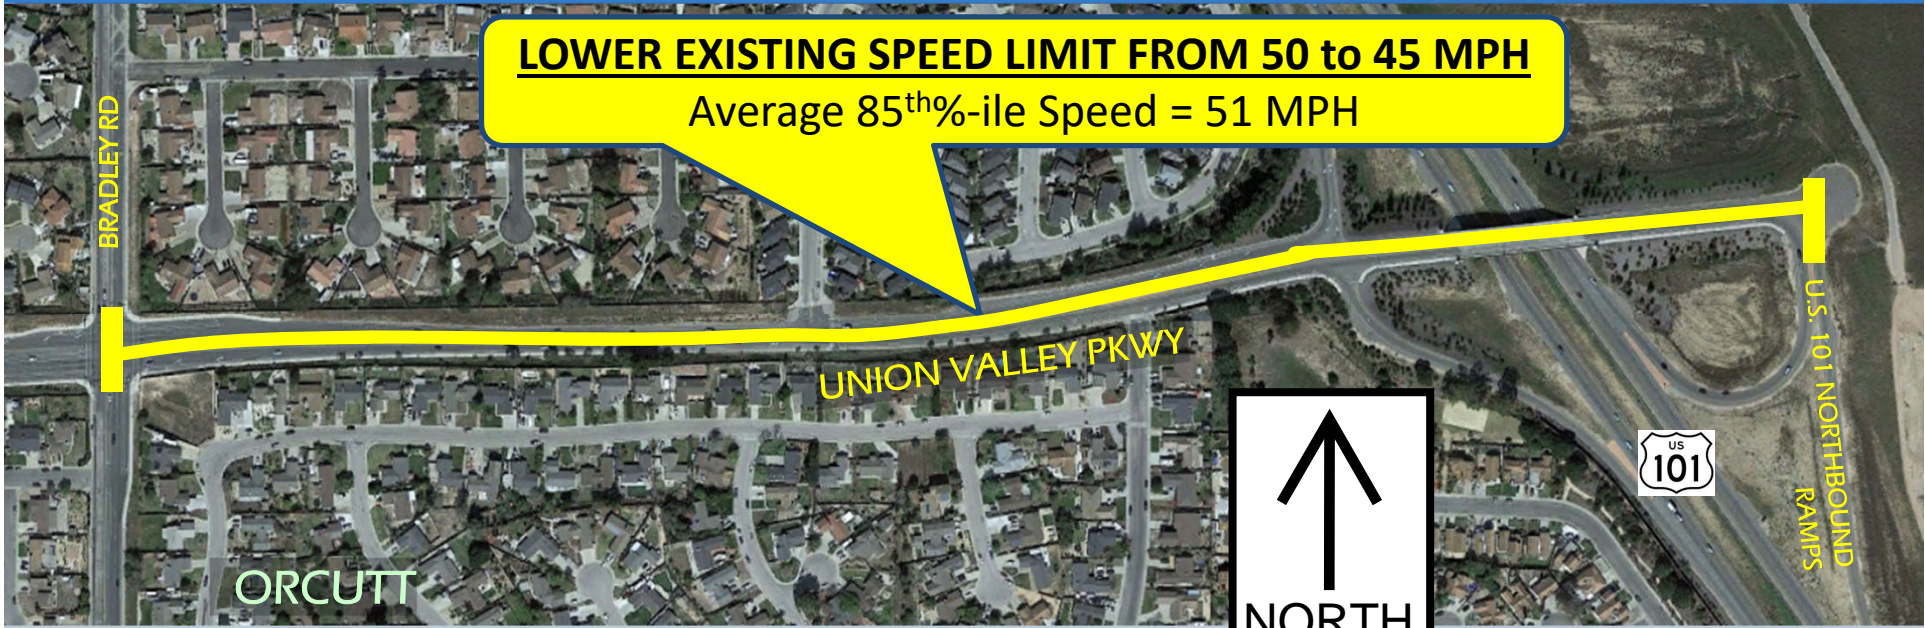 LOWER EXISTING SPEED LIMIT FROM 50 to 45 MPH
Average 85th%-ile Speed = 51 MPH
BRADLEY RD
UNION VALLEY PKWY
U.S. 101 NORTHBOUND
RAMPS
US
101
ORCUTT
NORTH